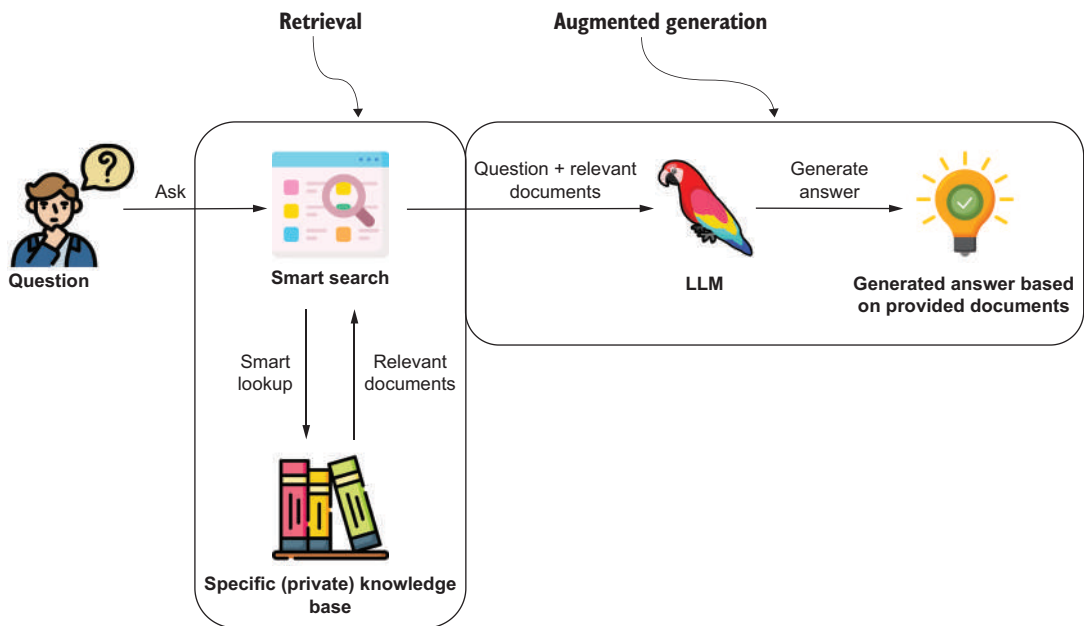 Retrieval
Augmented generation
?
Ask
Question + relevant
documents
Generate
answer
Question
Smart search
LLM
Generated answer based
on provided documents
Smart
lookup
Relevant
documents
Specific (private) knowledge
base